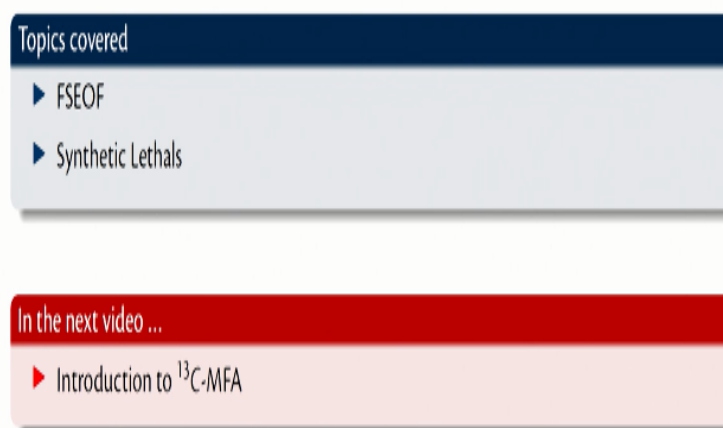 Topics covered
FSEOF
Synthetic Lethals
In the next video ...
Introduction to ¹³C-MFA